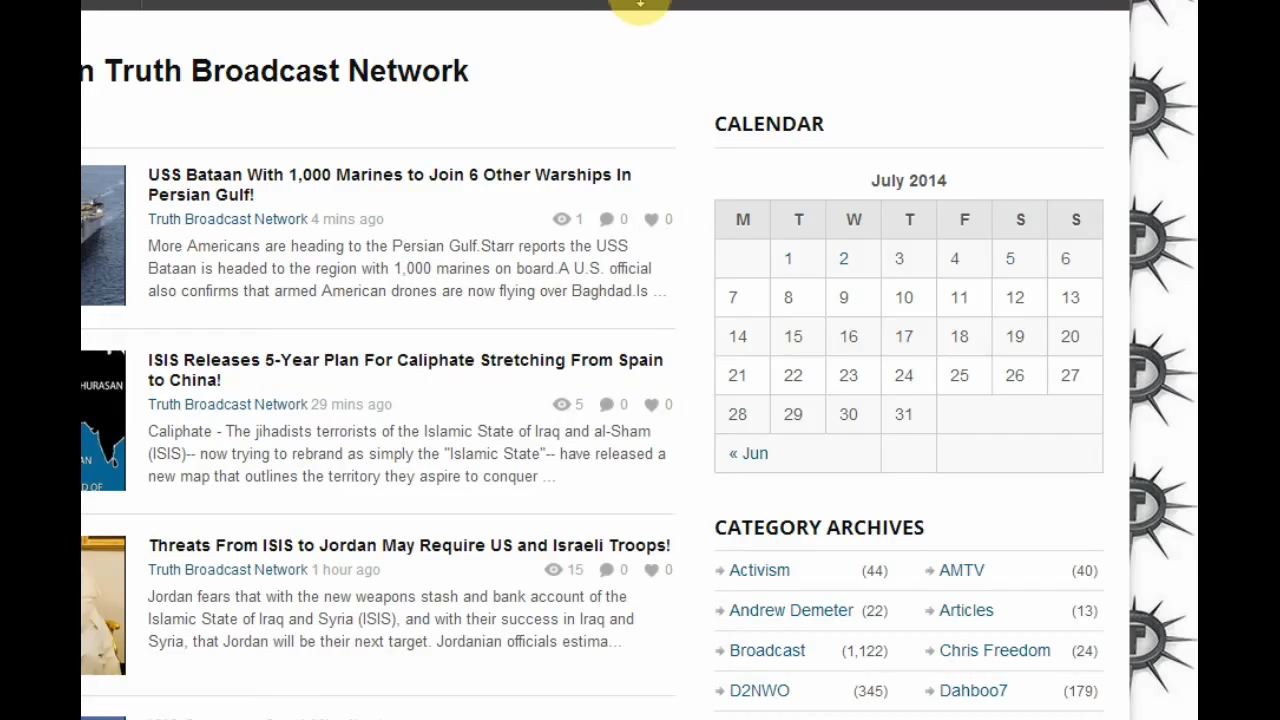 n Truth Broadcast Network
USS Bataan With 1,000 Marines to Join 6 Other Warships In
Persian Gulf!
Truth Broadcast Network 4 mins ago 1 0 0
More Americans are heading to the Persian Gulf.Starr reports the USS
Bataan is headed to the region with 1,000 marines on board.A U.S. official
also confirms that armed American drones are now flying over Baghdad.Is ...
HURASAN
AN
D OF
ISIS Releases 5-Year Plan For Caliphate Stretching From Spain
to China!
Truth Broadcast Network 29 mins ago 5 0 0
Caliphate - The jihadists terrorists of the Islamic State of Iraq and al-Sham
(ISIS)-- now trying to rebrand as simply the "Islamic State"-- have released a
new map that outlines the territory they aspire to conquer ...
Threats From ISIS to Jordan May Require US and Israeli Troops!
Truth Broadcast Network 1 hour ago 15 0 0
Jordan fears that with the new weapons stash and bank account of the
Islamic State of Iraq and Syria (ISIS), and with their success in Iraq and
Syria, that Jordan will be their next target. Jordanian officials estima...
CALENDAR
July 2014
M T W T F S S
1 2 3 4 5 6
7 8 9 10 11 12 13
14 15 16 17 18 19 20
21 22 23 24 25 26 27
28 29 30 31
« Jun
CATEGORY ARCHIVES
Activism (44) AMTV (40)
Andrew Demeter (22) Articles (13)
Broadcast (1,122) Chris Freedom (24)
D2NWO (345) Dahboo7 (179)